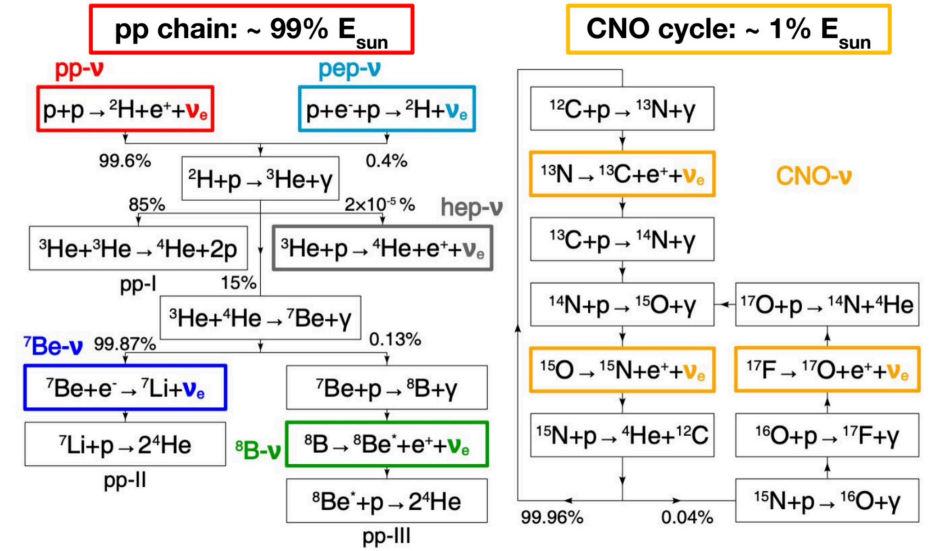 pp chain: ~ 99% E_sun
pp-ν
pep-ν
p+p→²H+e⁺+νₑ
p+e⁻+p→²H+νₑ
99.6%
0.4%
²H+p→³He+γ
85%
2×10⁻⁵ %
hep-ν
³He+³He→⁴He+2p
³He+p→⁴He+e⁺+νₑ
pp-I
15%
³He+⁴He→⁷Be+γ
⁷Be-ν
99.87%
0.13%
⁷Be+e⁻→⁷Li+νₑ
⁷Be+p→⁸B+γ
⁷Li+p→2⁴He
⁸B-ν
⁸B→⁸Be*+e⁺+νₑ
pp-II
⁸Be*+p→2⁴He
pp-III
CNO cycle: ~ 1% E_sun
¹²C+p→¹³N+γ
¹³N→¹³C+e⁺+νₑ
CNO-ν
¹³C+p→¹⁴N+γ
¹⁴N+p→¹⁵O+γ
¹⁷O+p→¹⁴N+⁴He
¹⁵O→¹⁵N+e⁺+νₑ
¹⁷F→¹⁷O+e⁺+νₑ
¹⁵N+p→⁴He+¹²C
¹⁶O+p→¹⁷F+γ
¹⁵N+p→¹⁶O+γ
99.96%
0.04%